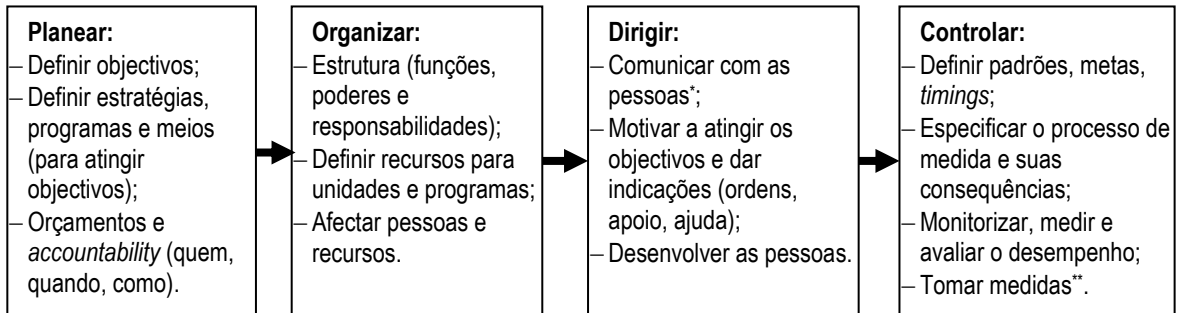 Planear:
– Definir objectivos;
– Definir estratégias,
programas e meios
(para atingir
objectivos);
– Orçamentos e
accountability (quem,
quando, como).
Organizar:
– Estrutura (funções,
poderes e
responsabilidades);
– Definir recursos para
unidades e programas;
– Afectar pessoas e
recursos.
Dirigir:
– Comunicar com as
pessoas*;
– Motivar a atingir os
objectivos e dar
indicações (ordens,
apoio, ajuda);
– Desenvolver as pessoas.
Controlar:
– Definir padrões, metas,
timings;
– Especificar o processo de
medida e suas
consequências;
– Monitorizar, medir e
avaliar o desempenho;
– Tomar medidas**.